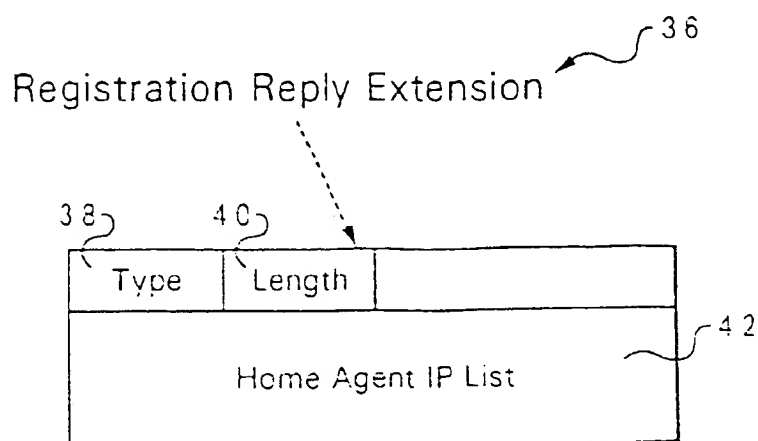 36
Registration Reply Extension
38 40
Type Length
42
Home Agent IP List